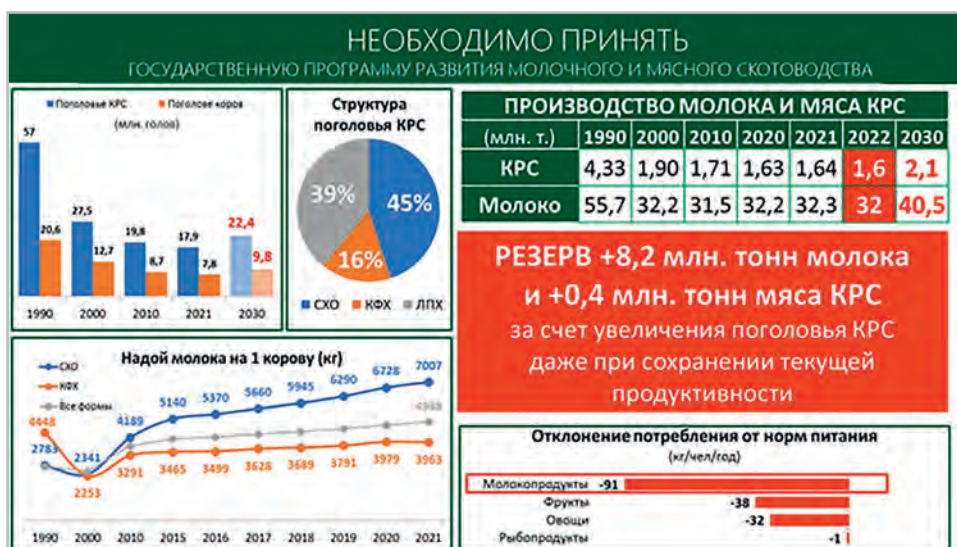 НЕОБХОДИМО ПРИНЯТЬ
ГОСУДАРСТВЕННУЮ ПРОГРАММУ РАЗВИТИЯ МОЛОЧНОГО И МЯСНОГО СКОТОВОДСТВА
Поголовье КРС Поголове коров
(млн. голов)
57
20,6
27,5
12,7
19,8
8,7
17,9
7,8
22,4
9,8
1990 2000 2010 2021 2030
Структура
поголовья КРС
39%
45%
16%
СХО КФХ ЛПХ
ПРОИЗВОДСТВО МОЛОКА И МЯСА КРС
(млн. т.) 1990 2000 2010 2020 2021 2022 2030
КРС 4,33 1,90 1,71 1,63 1,64 1,6 2,1
Молоко 55,7 32,2 31,5 32,2 32,3 32 40,5
РЕЗЕРВ +8,2 млн. тонн молока
и +0,4 млн. тонн мяса КРС
за счет увеличения поголовья КРС
даже при сохранении текущей
продуктивности
Надой молока на 1 корову (кг)
СХО
КФХ
Все формы
2783 2341 4189 5140 5370 5660 5945 6290 6728 7007
4448 2253 3291 3465 3499 3628 3689 3791 3979 3963
1990 2000 2010 2015 2016 2017 2018 2019 2020 2021
Отклонение потребления от норм питания
(кг/чел/год)
Молокопродукты -91
Фрукты -38
Овощи -32
Рыбопродукты -1